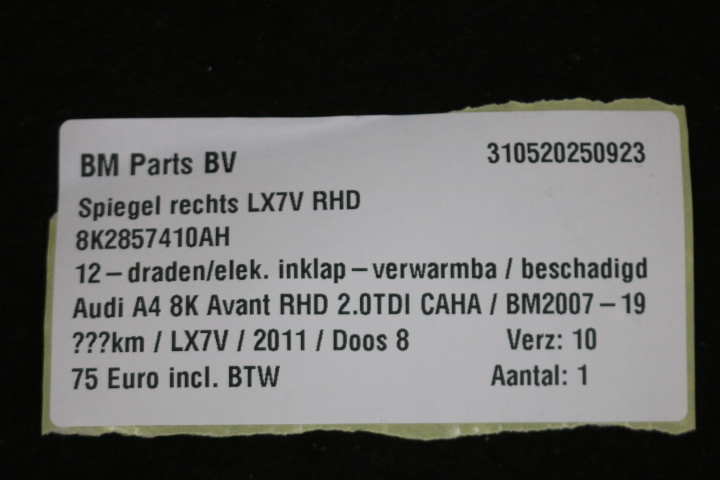 BM Parts BV 310520250923
Spiegel rechts LX7V RHD
8K2857410AH
12-draden/elek. inklap-verwarmba / beschadigd
Audi A4 8K Avant RHD 2.0TDI CAHA / BM2007-19
???km / LX7V / 2011 / Doos 8 Verz: 10
75 Euro incl. BTW Aantal: 1